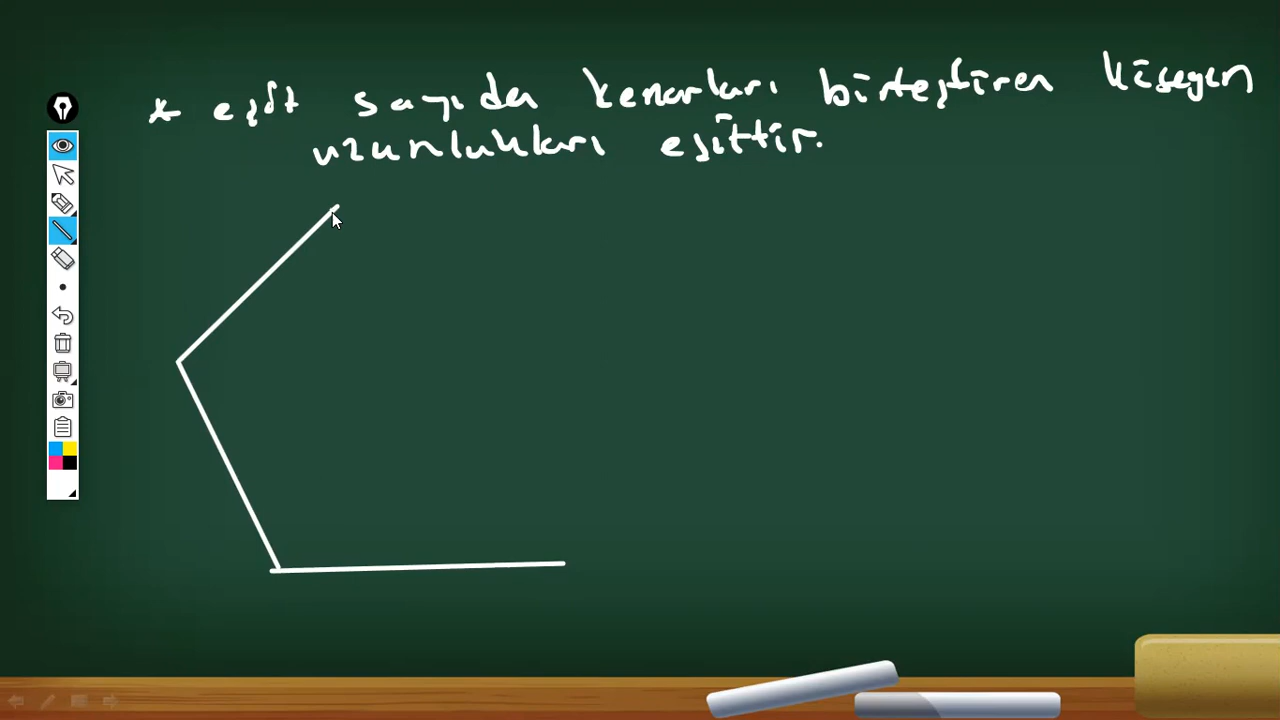 * eşit sayıda kenarları birleştiren köşegen
uzunlukları eşittir.